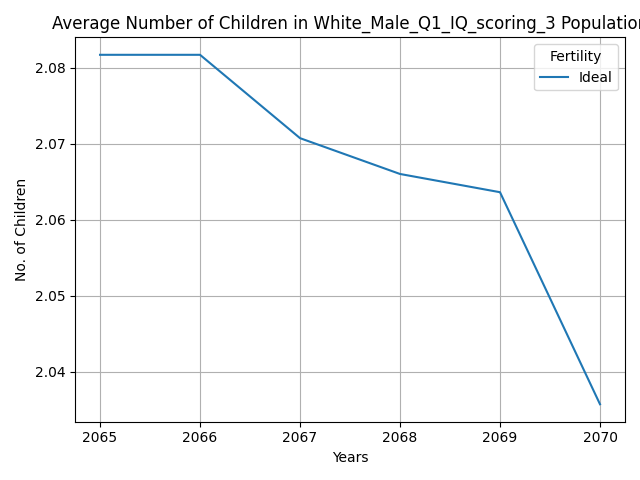 Average Number of Children in White_Male_Q1_IQ_scoring_3 Population
Fertility
Ideal
2.08
2.07
2.06
2.05
2.04
No. of Children
2065 2066 2067 2068 2069 2070
Years